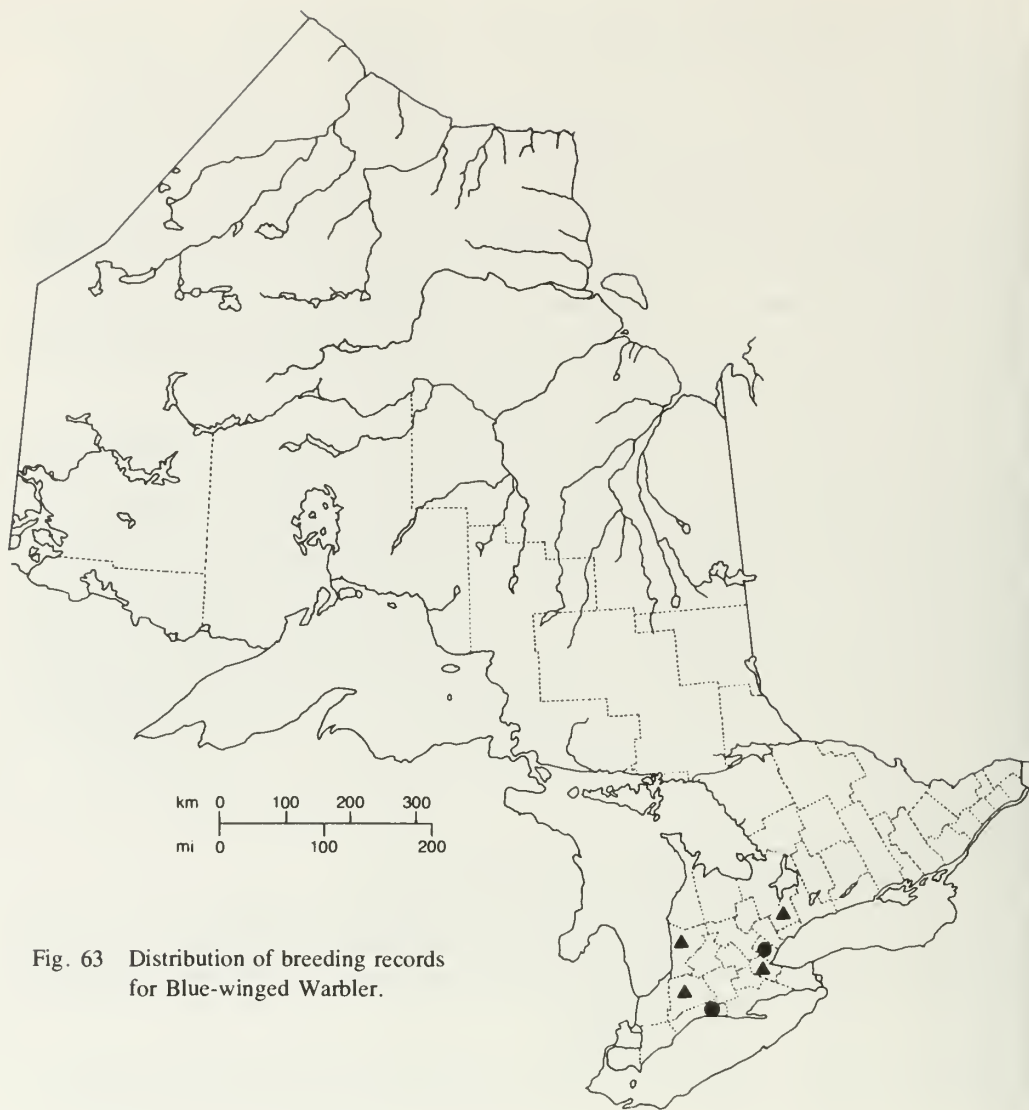 km 0 100 200 300
mi 0 100 200
Fig. 63 Distribution of breeding records
for Blue-winged Warbler.